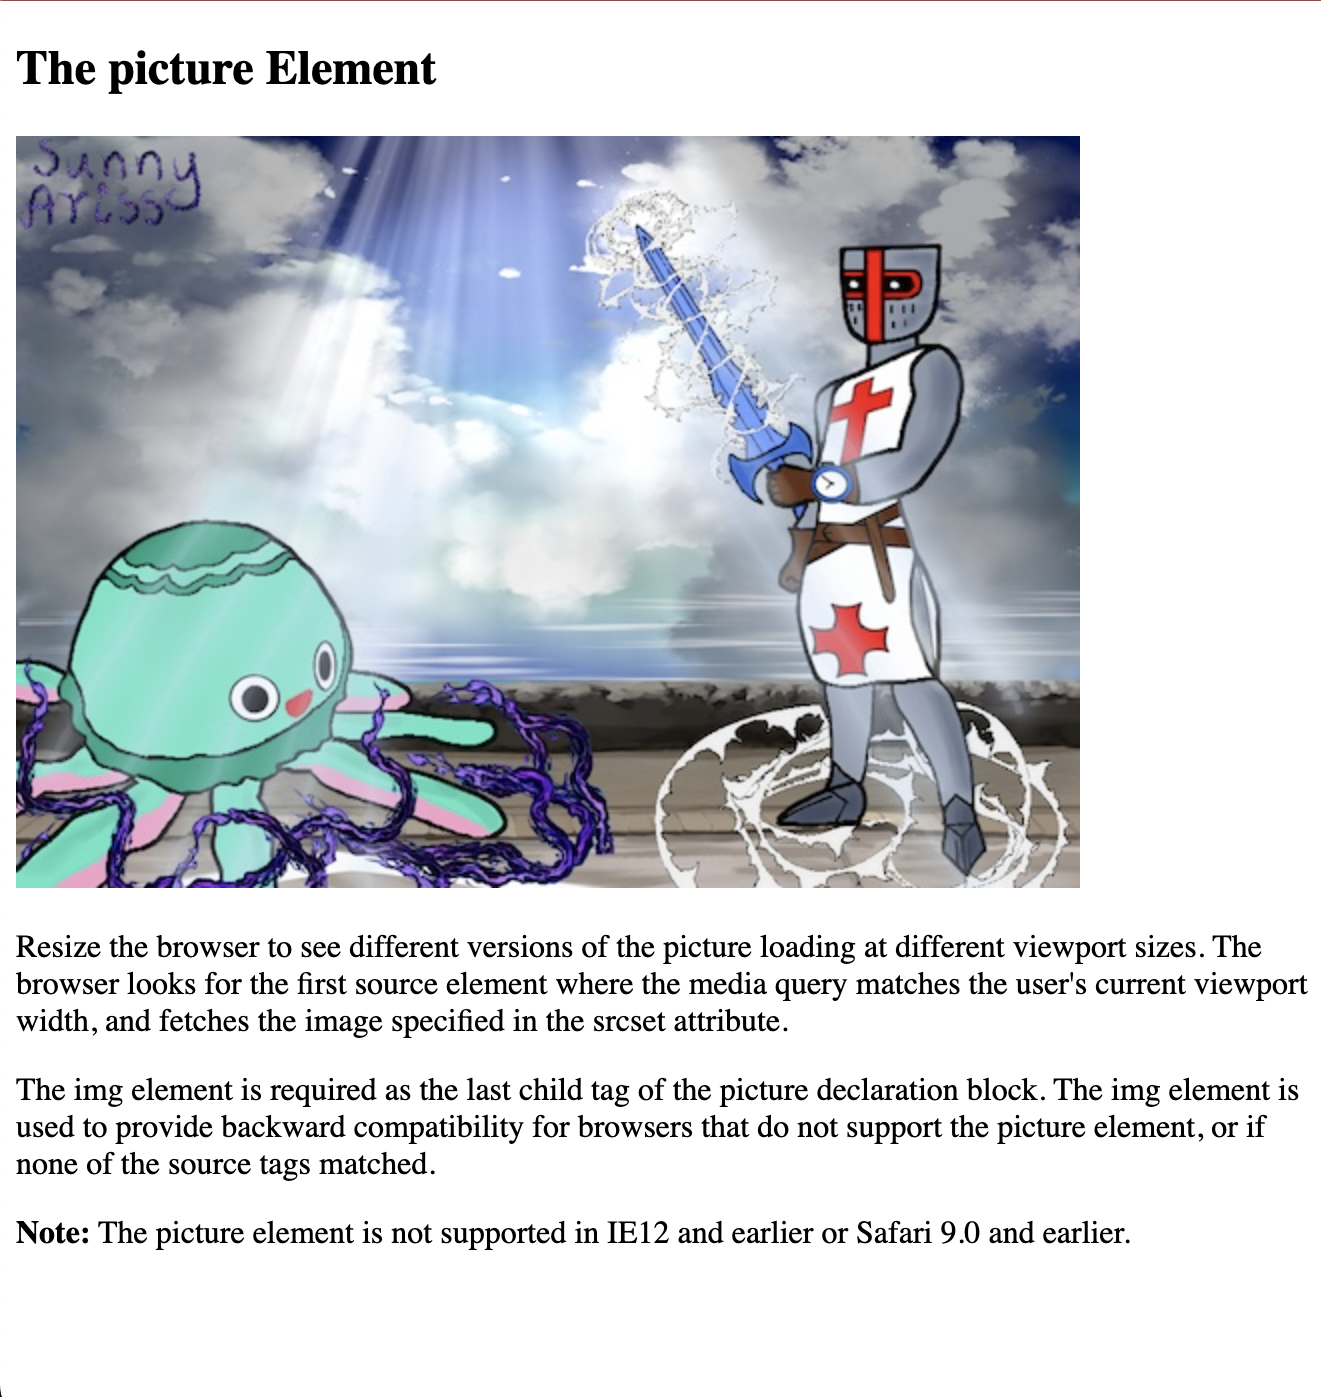 The picture Element
Sunny
Arissy
Resize the browser to see different versions of the picture loading at different viewport sizes. The
browser looks for the first source element where the media query matches the user's current viewport
width, and fetches the image specified in the srcset attribute.
The img element is required as the last child tag of the picture declaration block. The img element is
used to provide backward compatibility for browsers that do not support the picture element, or if
none of the source tags matched.
Note: The picture element is not supported in IE12 and earlier or Safari 9.0 and earlier.